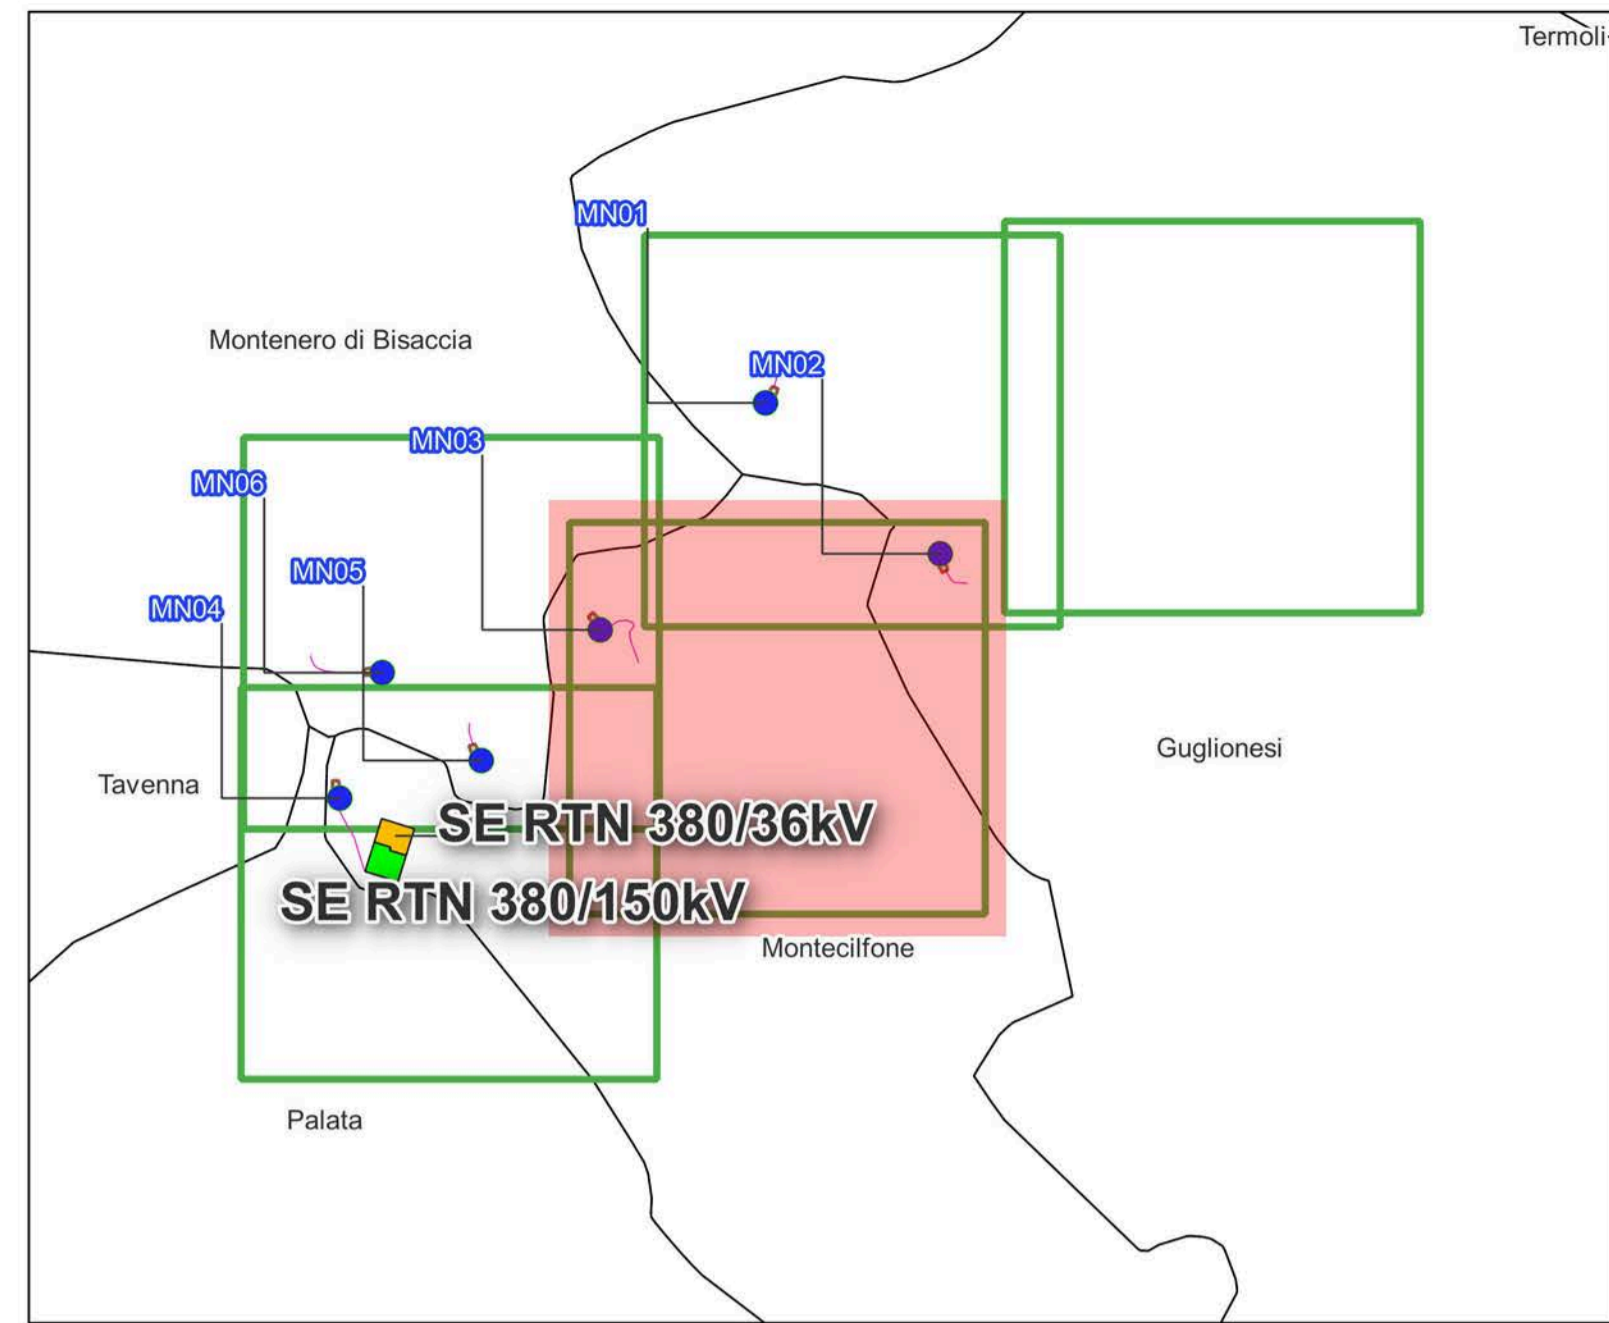 Termoli
MN01
Montenero di Bisaccia
MN02
MN03
MN06
MN05
MN04
Guglionesi
Tavenna
SE RTN 380/36kV
SE RTN 380/150kV
Montecilfone
Palata